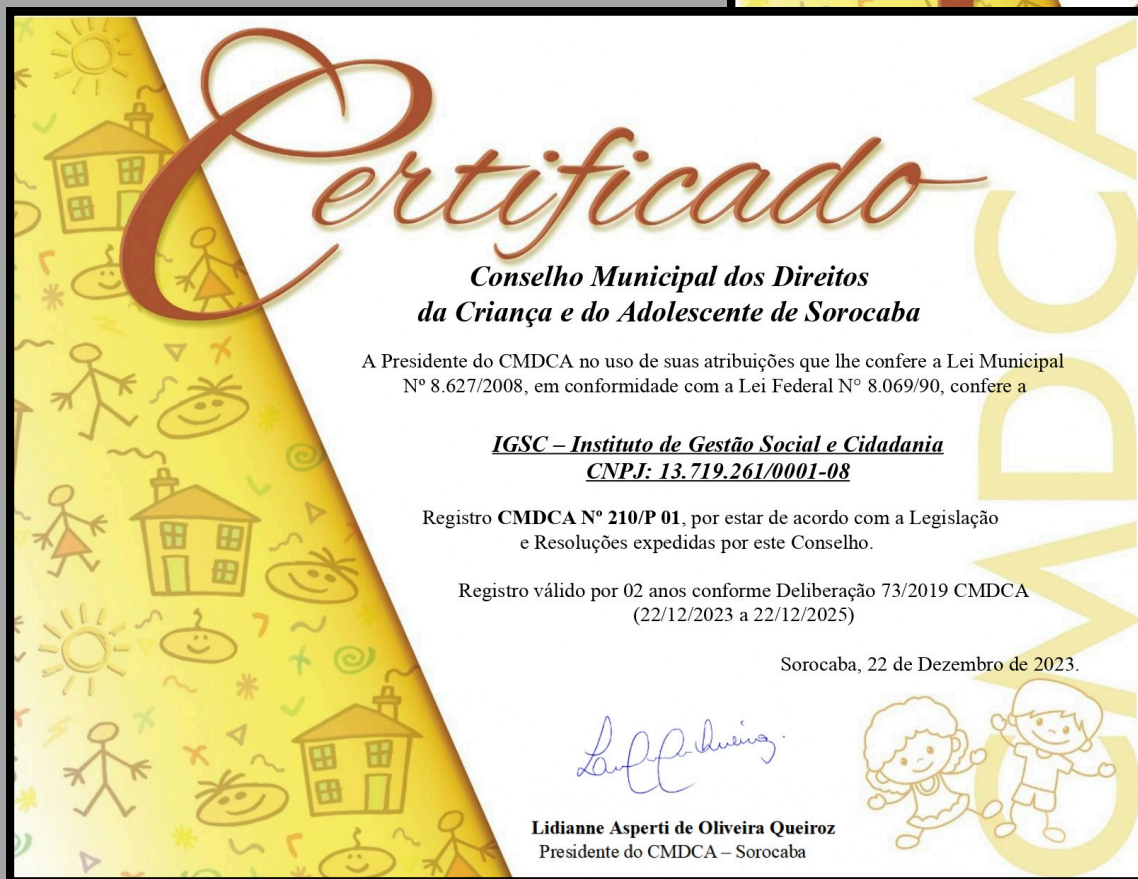 Certificado
Conselho Municipal dos Direitos
da Criança e do Adolescente de Sorocaba
A Presidente do CMDCA no uso de suas atribuições que lhe confere a Lei Municipal
Nº 8.627/2008, em conformidade com a Lei Federal N° 8.069/90, confere a
IGSC – Instituto de Gestão Social e Cidadania
CNPJ: 13.719.261/0001-08
Registro CMDCA Nº 210/P 01, por estar de acordo com a Legislação
e Resoluções expedidas por este Conselho.
Registro válido por 02 anos conforme Deliberação 73/2019 CMDCA
(22/12/2023 a 22/12/2025)
Sorocaba, 22 de Dezembro de 2023.
Lidianne Asperti de Oliveira Queiroz
Presidente do CMDCA – Sorocaba
CMDCA